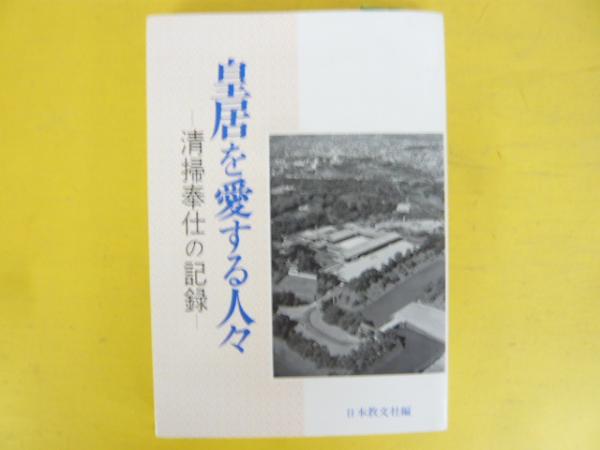 皇居を愛する人々
―清掃奉仕の記録―
日本教文社編